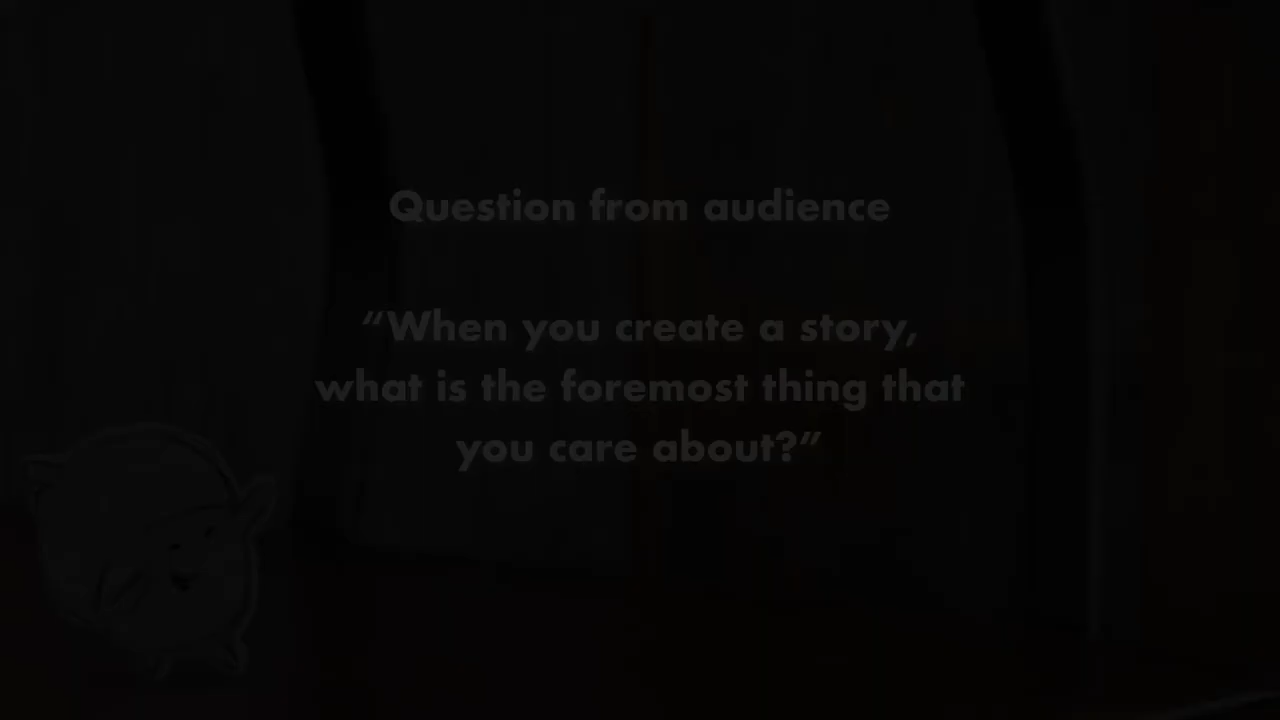 Question from audience
“When you create a story,
what is the foremost thing that
you care about?”